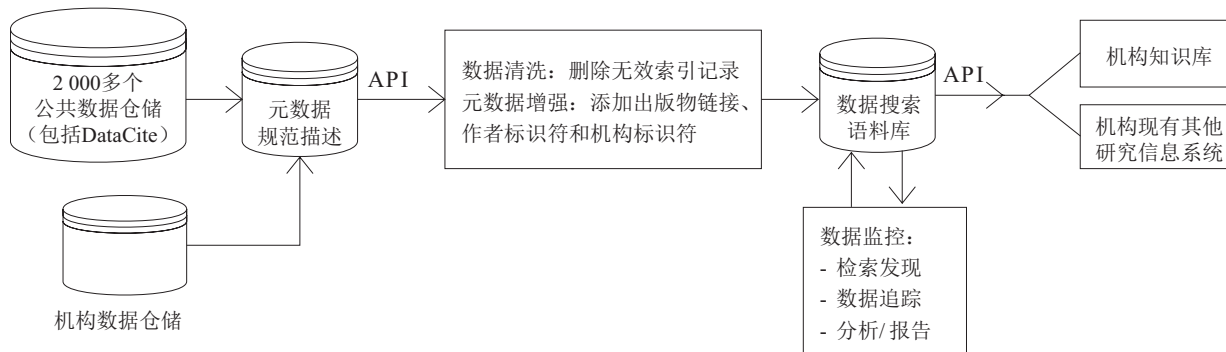 2 000多个
公共数据仓储
（包括DataCite）
机构数据仓储
元数据
规范描述
API
数据清洗：删除无效索引记录
元数据增强：添加出版物链接、
作者标识符和机构标识符
数据搜索
语料库
数据监控：
- 检索发现
- 数据追踪
- 分析/报告
API
机构知识库
机构现有其他
研究信息系统